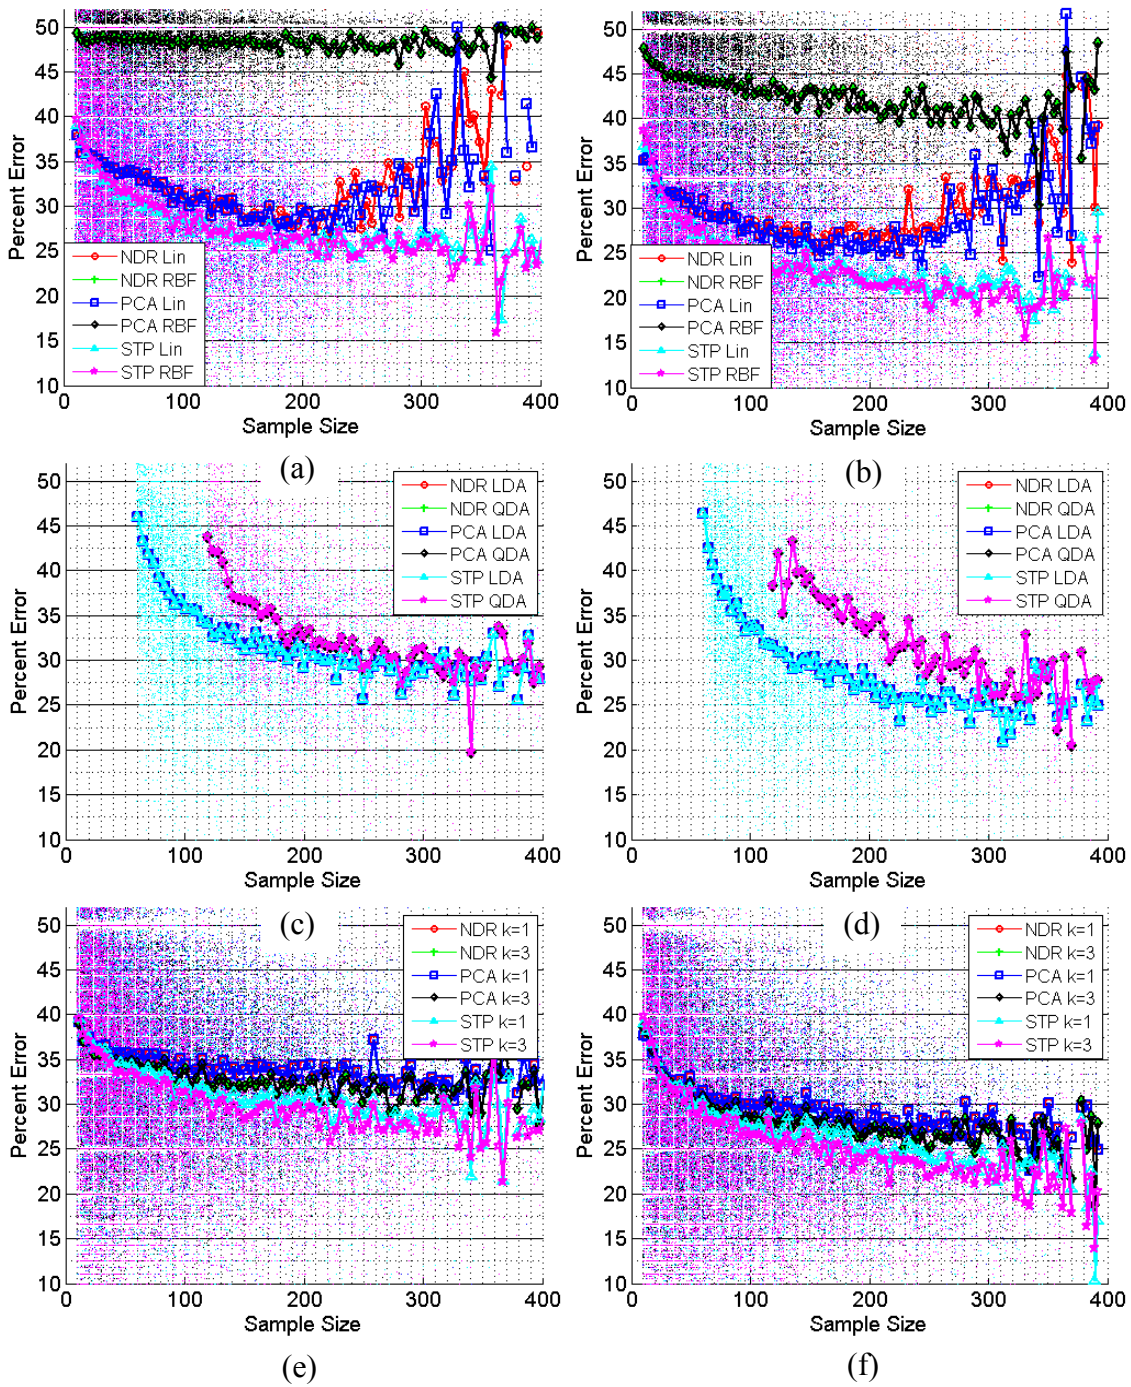 50
45
40
35
30
25
20
15
10
Percent Error
NDR Lin
NDR RBF
PCA Lin
PCA RBF
STP Lin
STP RBF
0 100 200 300 400
Sample Size
(a)
50
45
40
35
30
25
20
15
10
Percent Error
NDR Lin
NDR RBF
PCA Lin
PCA RBF
STP Lin
STP RBF
0 100 200 300 400
Sample Size
(b)
50
45
40
35
30
25
20
15
10
Percent Error
NDR LDA
NDR QDA
PCA LDA
PCA QDA
STP LDA
STP QDA
0 100 200 300 400
Sample Size
(c)
50
45
40
35
30
25
20
15
10
Percent Error
NDR LDA
NDR QDA
PCA LDA
PCA QDA
STP LDA
STP QDA
0 100 200 300 400
Sample Size
(d)
50
45
40
35
30
25
20
15
10
Percent Error
NDR k=1
NDR k=3
PCA k=1
PCA k=3
STP k=1
STP k=3
0 100 200 300 400
Sample Size
(e)
50
45
40
35
30
25
20
15
10
Percent Error
NDR k=1
NDR k=3
PCA k=1
PCA k=3
STP k=1
STP k=3
0 100 200 300 400
Sample Size
(f)